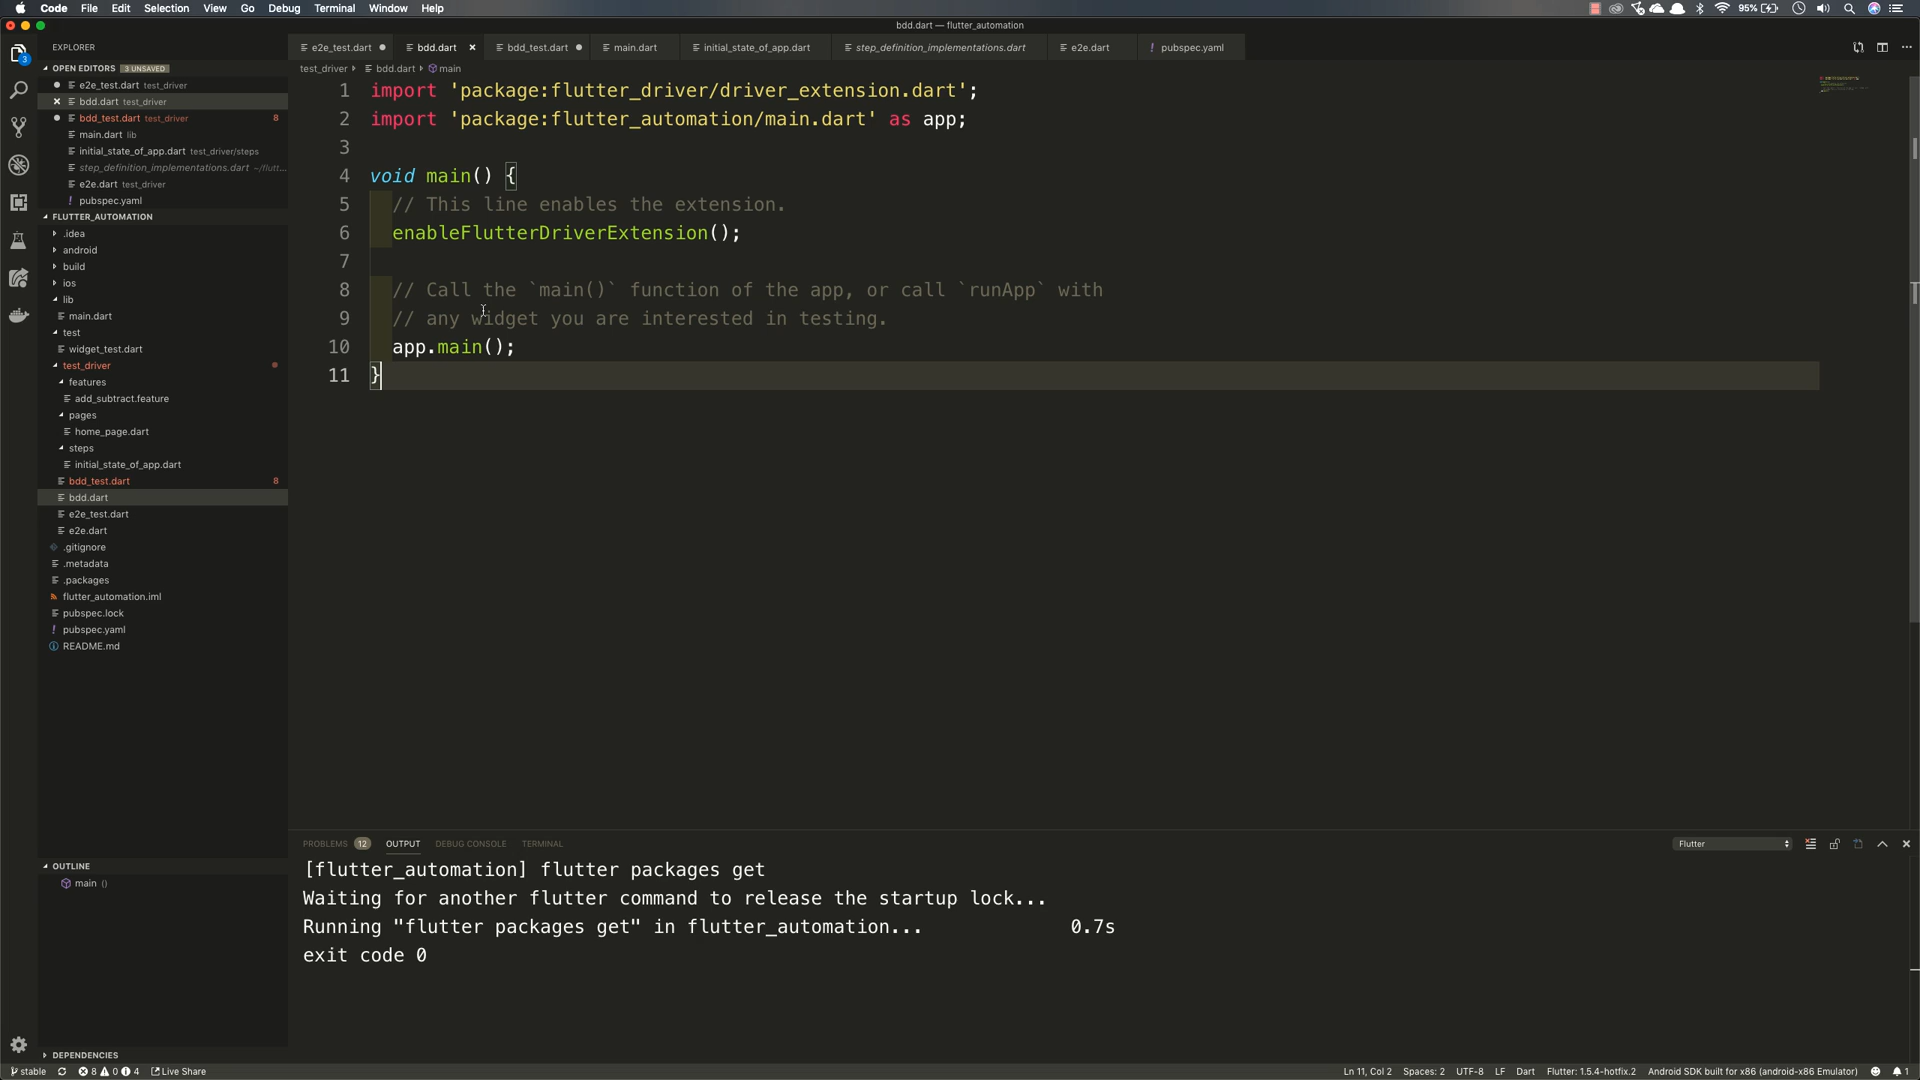 Code File Edit Selection View Go Debug Terminal Window Help
95%
bdd.dart — flutter_automation
EXPLORER
e2e_test.dart
bdd.dart
bdd_test.dart
main.dart
initial_state_of_app.dart
step_definition_implementations.dart
e2e.dart
! pubspec.yaml
OPEN EDITORS 3 UNSAVED
test_driver
bdd.dart
main
e2e_test.dart test_driver
bdd.dart test_driver
bdd_test.dart test_driver 8
main.dart lib
initial_state_of_app.dart test_driver/steps
step_definition_implementations.dart ~/flutt...
e2e.dart test_driver
! pubspec.yaml
FLUTTER_AUTOMATION
.idea
android
build
ios
lib
main.dart
test
widget_test.dart
test_driver
features
add_subtract.feature
pages
home_page.dart
steps
initial_state_of_app.dart
bdd_test.dart 8
bdd.dart
e2e_test.dart
e2e.dart
.gitignore
.metadata
.packages
flutter_automation.iml
pubspec.lock
! pubspec.yaml
README.md
OUTLINE
main ()
DEPENDENCIES
3
1 import 'package:flutter_driver/driver_extension.dart';
2 import 'package:flutter_automation/main.dart' as app;
3
4 void main() {
5 // This line enables the extension.
6 enableFlutterDriverExtension();
7
8 // Call the `main()` function of the app, or call `runApp` with
9 // any widget you are interested in testing.
10 app.main();
11 }
PROBLEMS 12 OUTPUT DEBUG CONSOLE TERMINAL
Flutter
[flutter_automation] flutter packages get
Waiting for another flutter command to release the startup lock...
Running "flutter packages get" in flutter_automation... 0.7s
exit code 0
stable 8 0 4 Live Share
Ln 11, Col 2 Spaces: 2 UTF-8 LF Dart Flutter: 1.5.4-hotfix.2 Android SDK built for x86 (android-x86 Emulator) 1